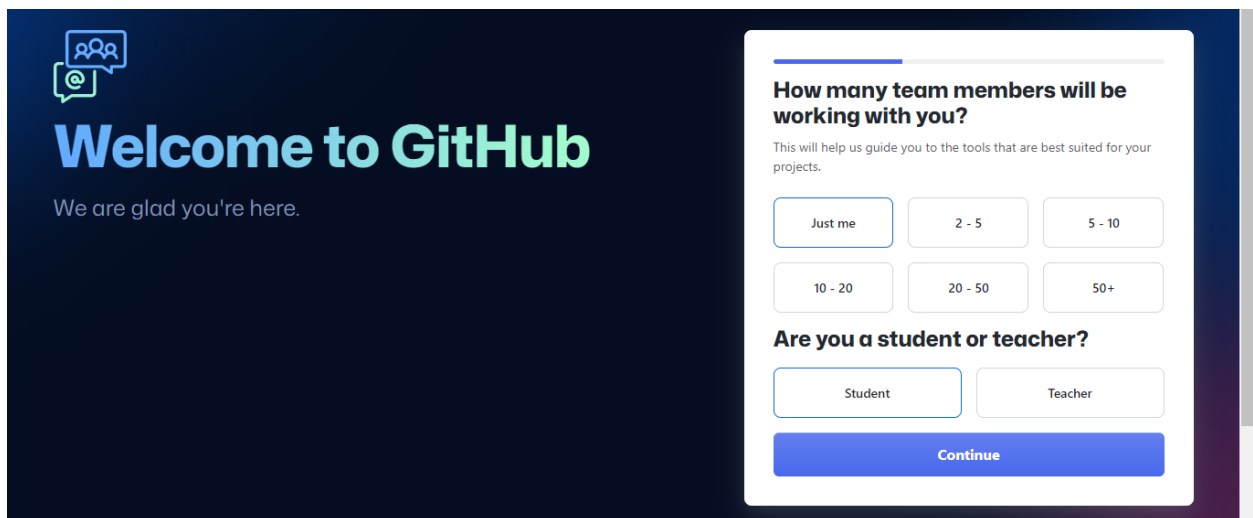 Welcome to GitHub
We are glad you're here.
How many team members will be
working with you?
This will help us guide you to the tools that are best suited for your
projects.
Just me
2 - 5
5 - 10
10 - 20
20 - 50
50+
Are you a student or teacher?
Student
Teacher
Continue